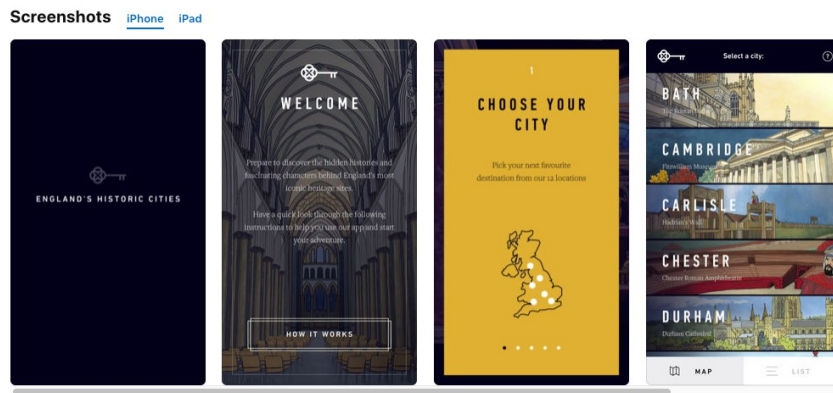 Screenshots iPhone iPad
ENGLAND'S HISTORIC CITIES
WELCOME
Prepare to discover the hidden histories and
fascinating characters behind England's most
iconic heritage sites.
Have a quick look through the following
instructions to help you use our app and start
your adventure.
HOW IT WORKS
1
CHOOSE YOUR
CITY
Pick your next favourite
destination from our 12 locations
Select a city:
?
BATH
CAMBRIDGE
Fitzwilliam Museum
CARLISLE
Hadrian's Wall
CHESTER
Chester Roman Amphitheatre
DURHAM
Durham Cathedral
MAP
LIST